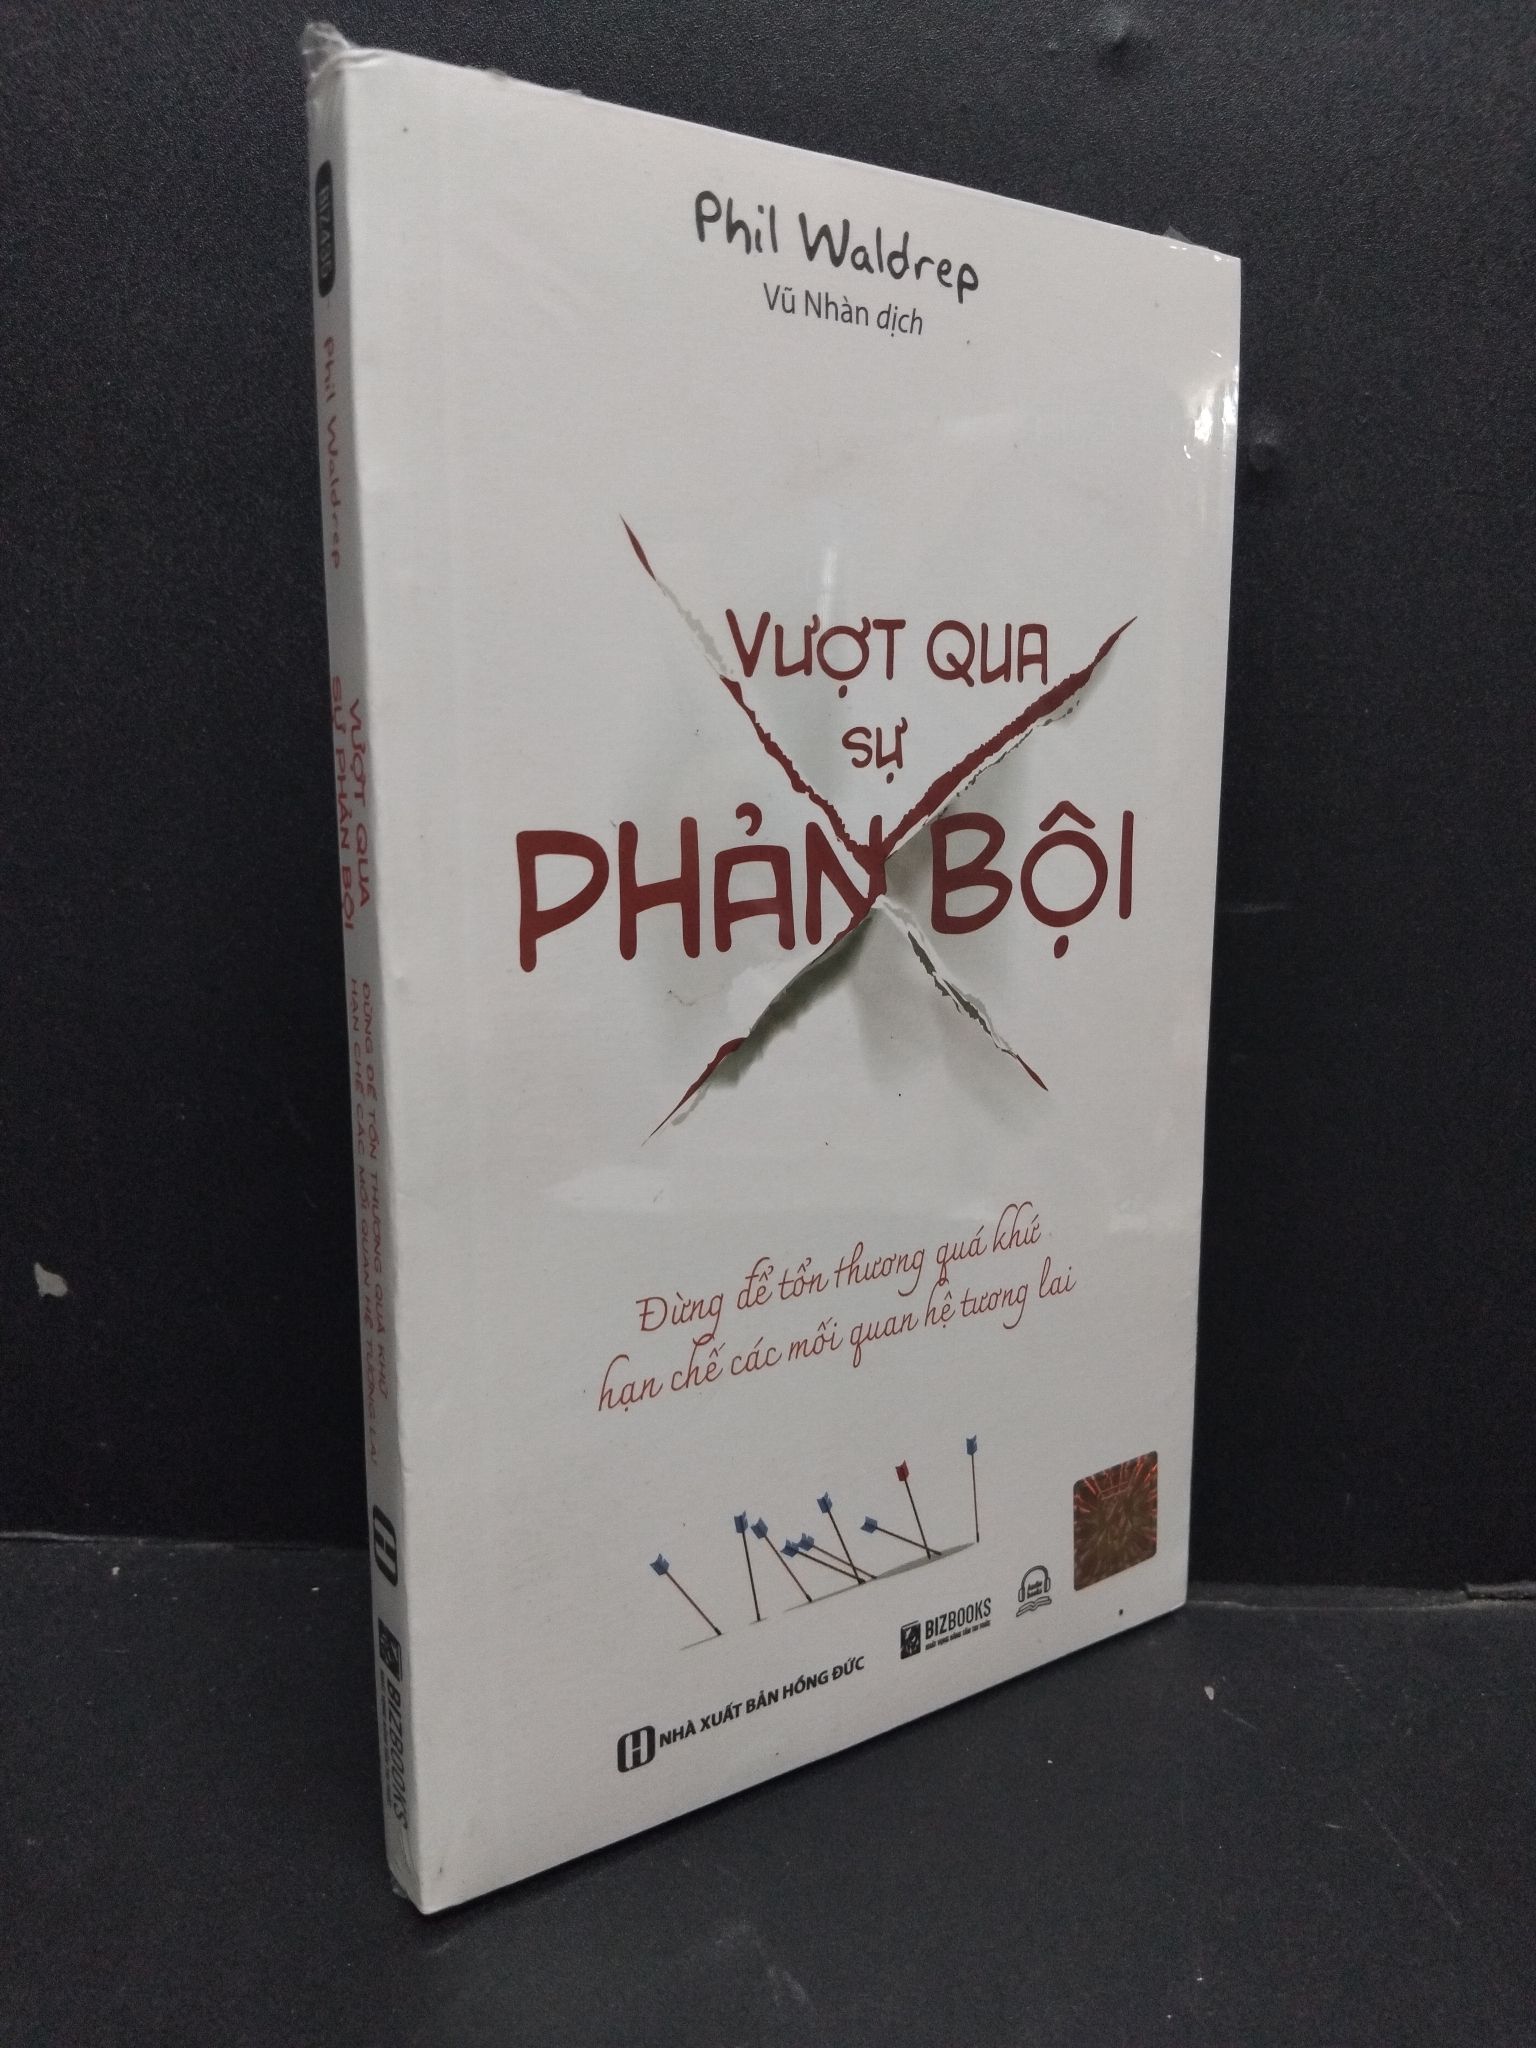 Phil Waldrep
Vũ Nhàn dịch
VƯỢT QUA
SỰ
PHẢN BỘI
Đừng để tổn thương quá khứ
hạn chế các mối quan hệ tương lai
NHÀ XUẤT BẢN HỒNG ĐỨC
BIZBOOKS
Audio
books
Phil Waldrep
VƯỢT QUA
SỰ PHẢN BỘI
ĐỪNG ĐỂ TỔN THƯƠNG QUÁ KHỨ
HẠN CHẾ CÁC MỐI QUAN HỆ TƯƠNG LAI
BIZBOOKS